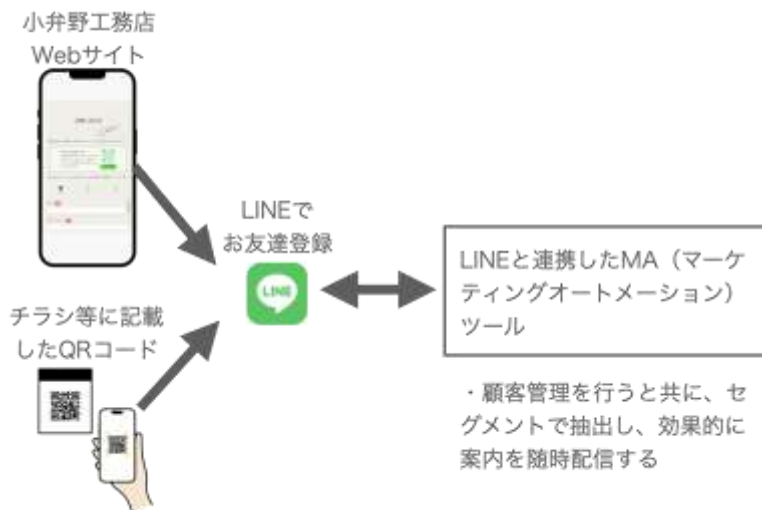 小弁野工務店
Webサイト
LINEで
お友達登録
LINE
チラシ等に記載
したQRコード
LINEと連携したMA（マーケ
ティングオートメーション）
ツール
・顧客管理を行うと共に、セ
グメントで抽出し、効果的に
案内を随時配信する